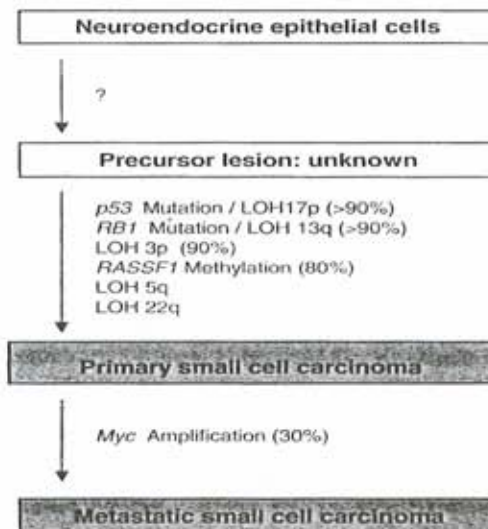 Neuroendocrine epithelial cells
?
Precursor lesion: unknown
p53 Mutation / LOH17p (>90%)
RB1 Mutation / LOH 13q (>90%)
LOH 3p (90%)
RASSF1 Methylation (80%)
LOH 5q
LOH 22q
Primary small cell carcinoma
Myc Amplification (30%)
Metastatic small cell carcinoma